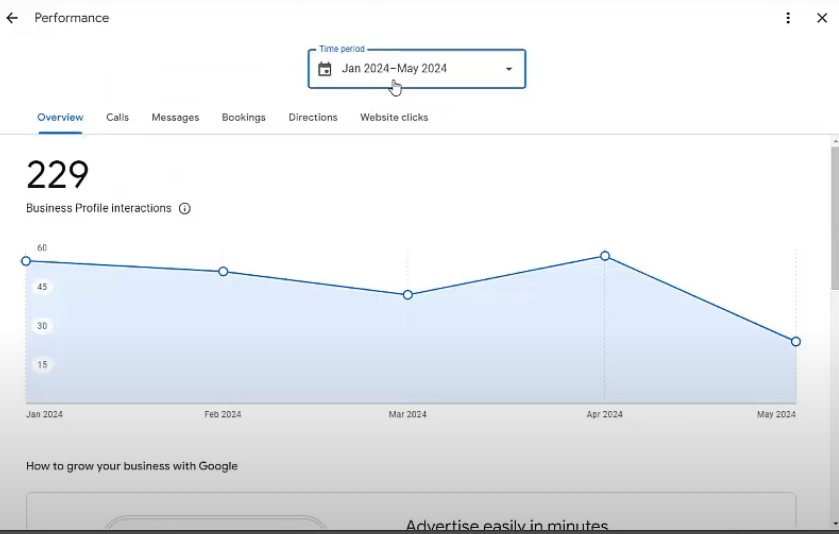 Performance
Time period
Jan 2024–May 2024
Overview Calls Messages Bookings Directions Website clicks
229
Business Profile interactions
60
45
30
15
Jan 2024 Feb 2024 Mar 2024 Apr 2024 May 2024
How to grow your business with Google
Advertise easily in minutes